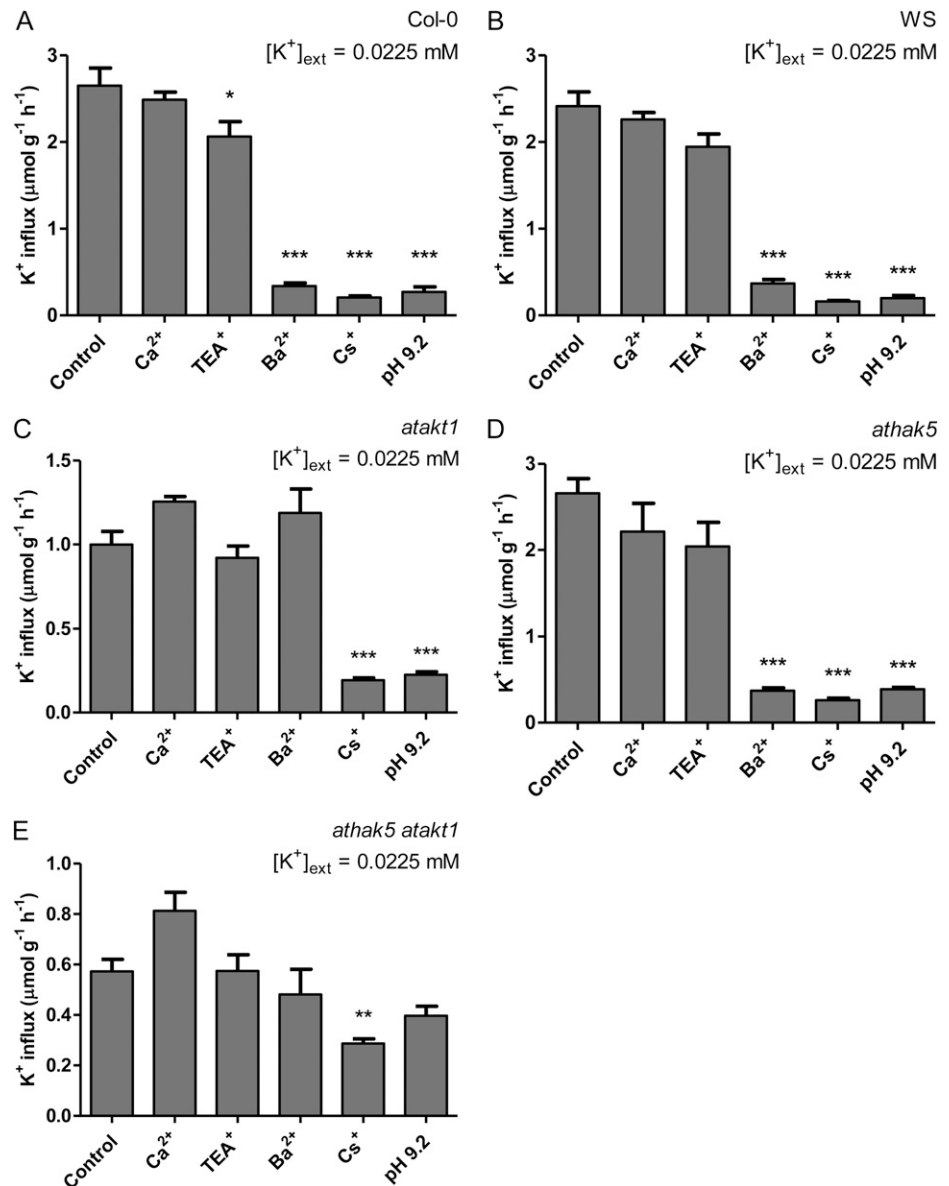 A
Col-0
[K⁺]ext = 0.0225 mM
K⁺ influx (μmol g⁻¹ h⁻¹)
3
2
1
0
*
***
***
***
Control
Ca²⁺
TEA⁺
Ba²⁺
Cs⁺
pH 9.2
B
WS
[K⁺]ext = 0.0225 mM
K⁺ influx (μmol g⁻¹ h⁻¹)
3
2
1
0
***
***
***
Control
Ca²⁺
TEA⁺
Ba²⁺
Cs⁺
pH 9.2
C
atakt1
[K⁺]ext = 0.0225 mM
K⁺ influx (μmol g⁻¹ h⁻¹)
1.5
1.0
0.5
0.0
***
***
Control
Ca²⁺
TEA⁺
Ba²⁺
Cs⁺
pH 9.2
D
athak5
[K⁺]ext = 0.0225 mM
K⁺ influx (μmol g⁻¹ h⁻¹)
3
2
1
0
***
***
***
Control
Ca²⁺
TEA⁺
Ba²⁺
Cs⁺
pH 9.2
E
athak5 atakt1
[K⁺]ext = 0.0225 mM
K⁺ influx (μmol g⁻¹ h⁻¹)
1.0
0.8
0.6
0.4
0.2
0.0
**
Control
Ca²⁺
TEA⁺
Ba²⁺
Cs⁺
pH 9.2